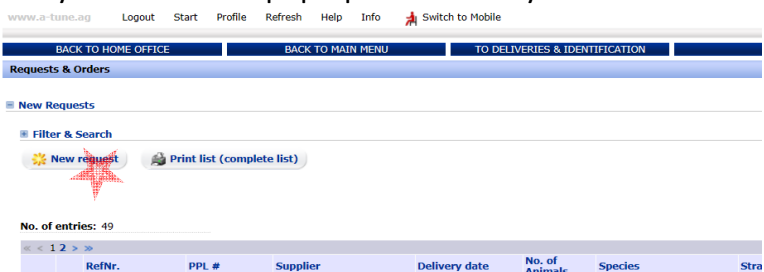 www.a-tune.ag Logout Start Profile Refresh Help Info Switch to Mobile
BACK TO HOME OFFICE BACK TO MAIN MENU TO DELIVERIES & IDENTIFICATION
Requests & Orders
New Requests
Filter & Search
New request Print list (complete list)
No. of entries: 49
« < 1 2 > »
RefNr. PPL # Supplier Delivery date No. of Animals Species